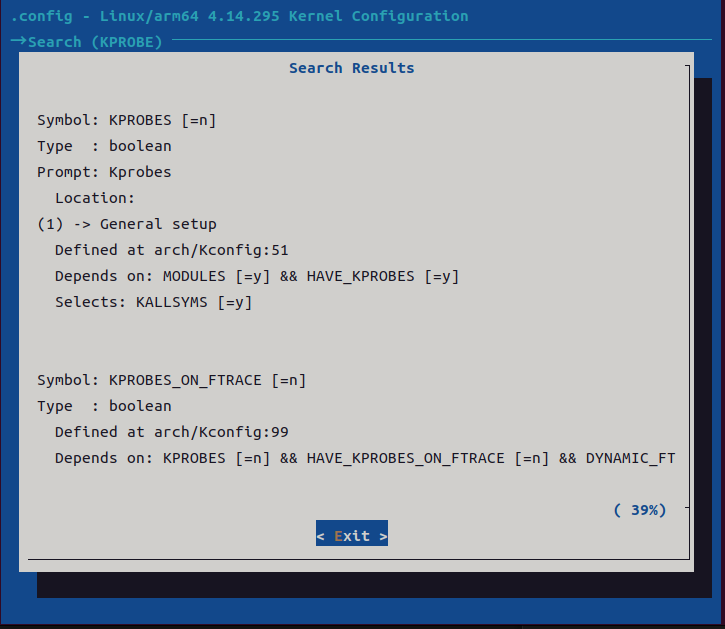 .config - Linux/arm64 4.14.295 Kernel Configuration
→Search (KPROBE)
Search Results
Symbol: KPROBES [=n]
Type  : boolean
Prompt: Kprobes
  Location:
(1) -> General setup
  Defined at arch/Kconfig:51
  Depends on: MODULES [=y] && HAVE_KPROBES [=y]
  Selects: KALLSYMS [=y]
Symbol: KPROBES_ON_FTRACE [=n]
Type  : boolean
  Defined at arch/Kconfig:99
  Depends on: KPROBES [=n] && HAVE_KPROBES_ON_FTRACE [=n] && DYNAMIC_FT
( 39%)
< Exit >